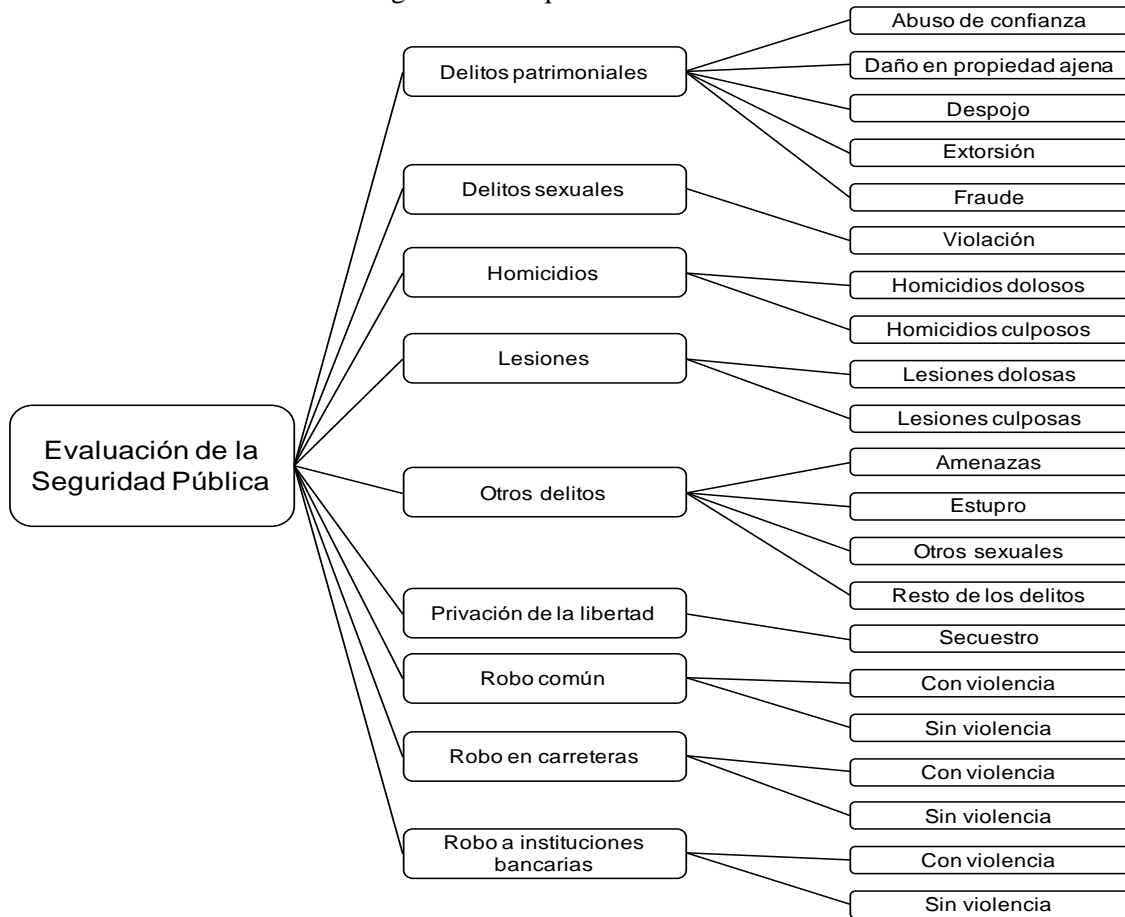 Abuso de confianza
Delitos patrimoniales
Daño en propiedad ajena
Despojo
Extorsión
Fraude
Delitos sexuales
Violación
Homicidios
Homicidios dolosos
Homicidios culposos
Lesiones
Lesiones dolosas
Lesiones culposas
Evaluación de la
Seguridad Pública
Otros delitos
Amenazas
Estupro
Otros sexuales
Resto de los delitos
Privación de la libertad
Secuestro
Robo común
Con violencia
Sin violencia
Robo en carreteras
Con violencia
Sin violencia
Robo a instituciones
bancarias
Con violencia
Sin violencia